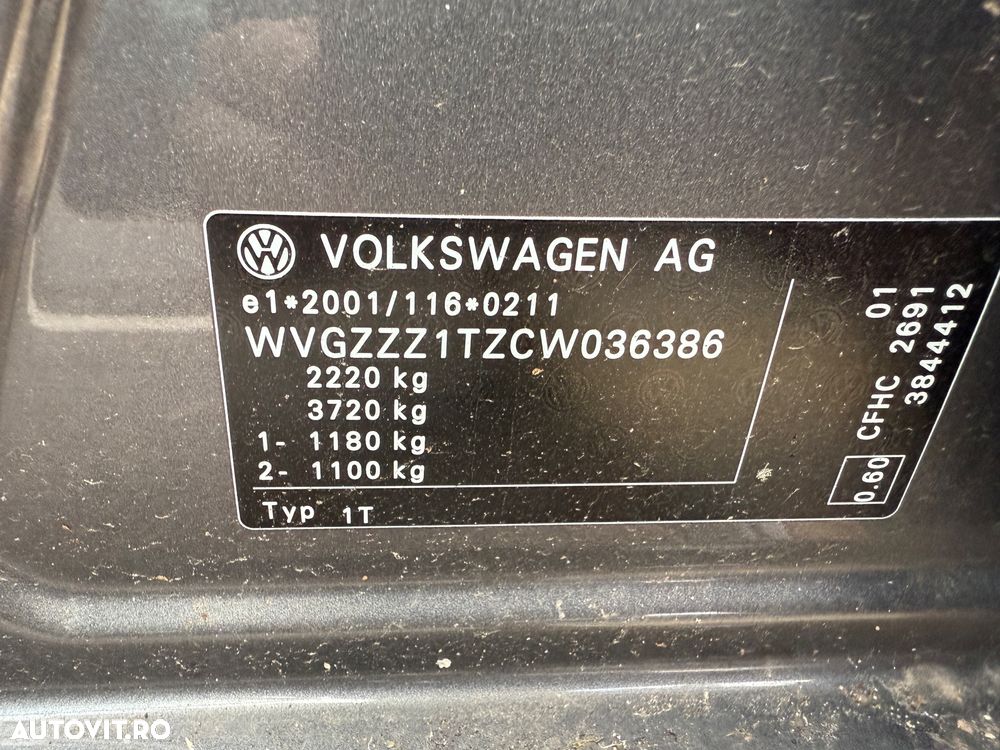 VOLKSWAGEN AG
e1*2001/116*0211
WVGZZZ1TZCW036386
2220 kg
3720 kg
1- 1180 kg
2- 1100 kg
Typ 1T
0.60 CFHC 2691 01
3844412
AUTOVIT.RO